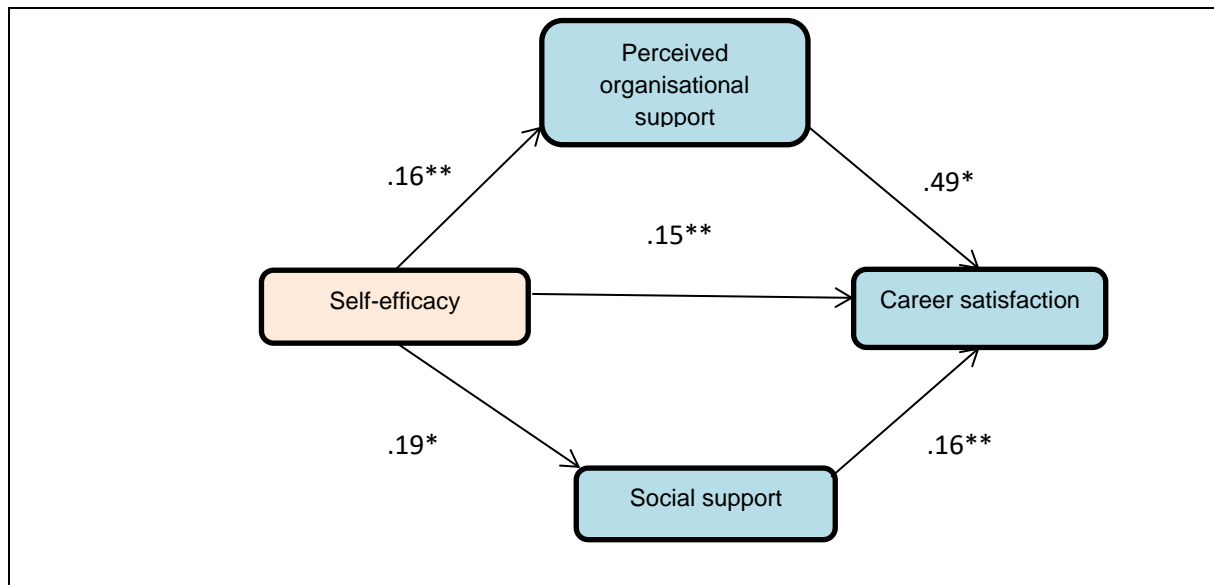 Perceived
organisational
support
.16**
.49*
.15**
Self-efficacy
Career satisfaction
.19*
.16**
Social support